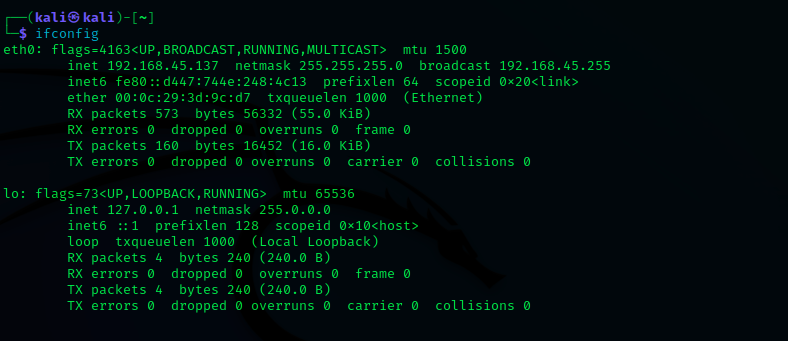 ┌──(kali㉿kali)-[~]
└─$ ifconfig
eth0: flags=4163<UP,BROADCAST,RUNNING,MULTICAST>  mtu 1500
        inet 192.168.45.137  netmask 255.255.255.0  broadcast 192.168.45.255
        inet6 fe80::d447:744e:248:4c13  prefixlen 64  scopeid 0×20<link>
        ether 00:0c:29:3d:9c:d7  txqueuelen 1000  (Ethernet)
        RX packets 573  bytes 56332 (55.0 KiB)
        RX errors 0  dropped 0  overruns 0  frame 0
        TX packets 160  bytes 16452 (16.0 KiB)
        TX errors 0  dropped 0 overruns 0  carrier 0  collisions 0

lo: flags=73<UP,LOOPBACK,RUNNING>  mtu 65536
        inet 127.0.0.1  netmask 255.0.0.0
        inet6 ::1  prefixlen 128  scopeid 0×10<host>
        loop  txqueuelen 1000  (Local Loopback)
        RX packets 4  bytes 240 (240.0 B)
        RX errors 0  dropped 0  overruns 0  frame 0
        TX packets 4  bytes 240 (240.0 B)
        TX errors 0  dropped 0 overruns 0  carrier 0  collisions 0